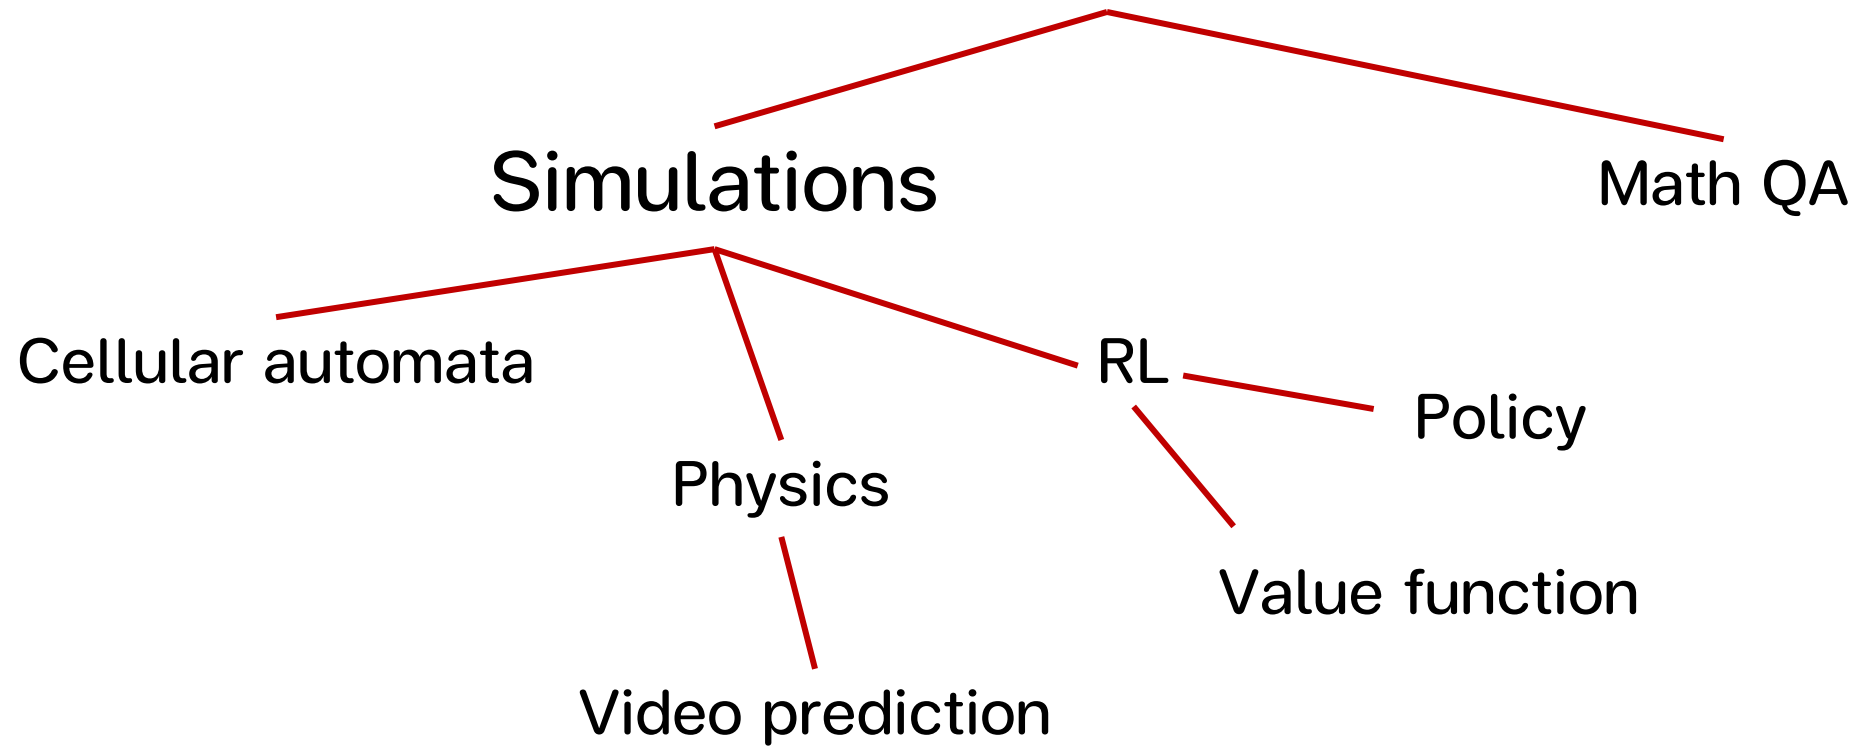 Simulations
Math QA
Cellular automata
RL
Policy
Physics
Value function
Video prediction